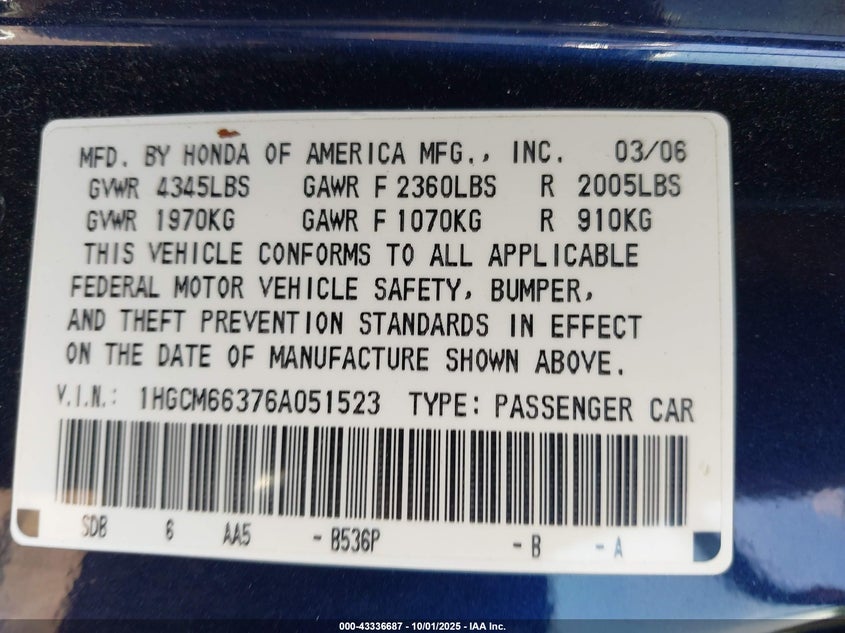 MFD. BY HONDA OF AMERICA MFG., INC. 03/06
GVWR 4345LBS GAWR F 2360LBS R 2005LBS
GVWR 1970KG GAWR F 1070KG R 910KG
THIS VEHICLE CONFORMS TO ALL APPLICABLE
FEDERAL MOTOR VEHICLE SAFETY, BUMPER,
AND THEFT PREVENTION STANDARDS IN EFFECT
ON THE DATE OF MANUFACTURE SHOWN ABOVE.
V.I.N.: 1HGCM66376A051523 TYPE: PASSENGER CAR
SDB 6 AA5 - B536P - B - A
000-43336687 - 10/01/2025 - IAA Inc.